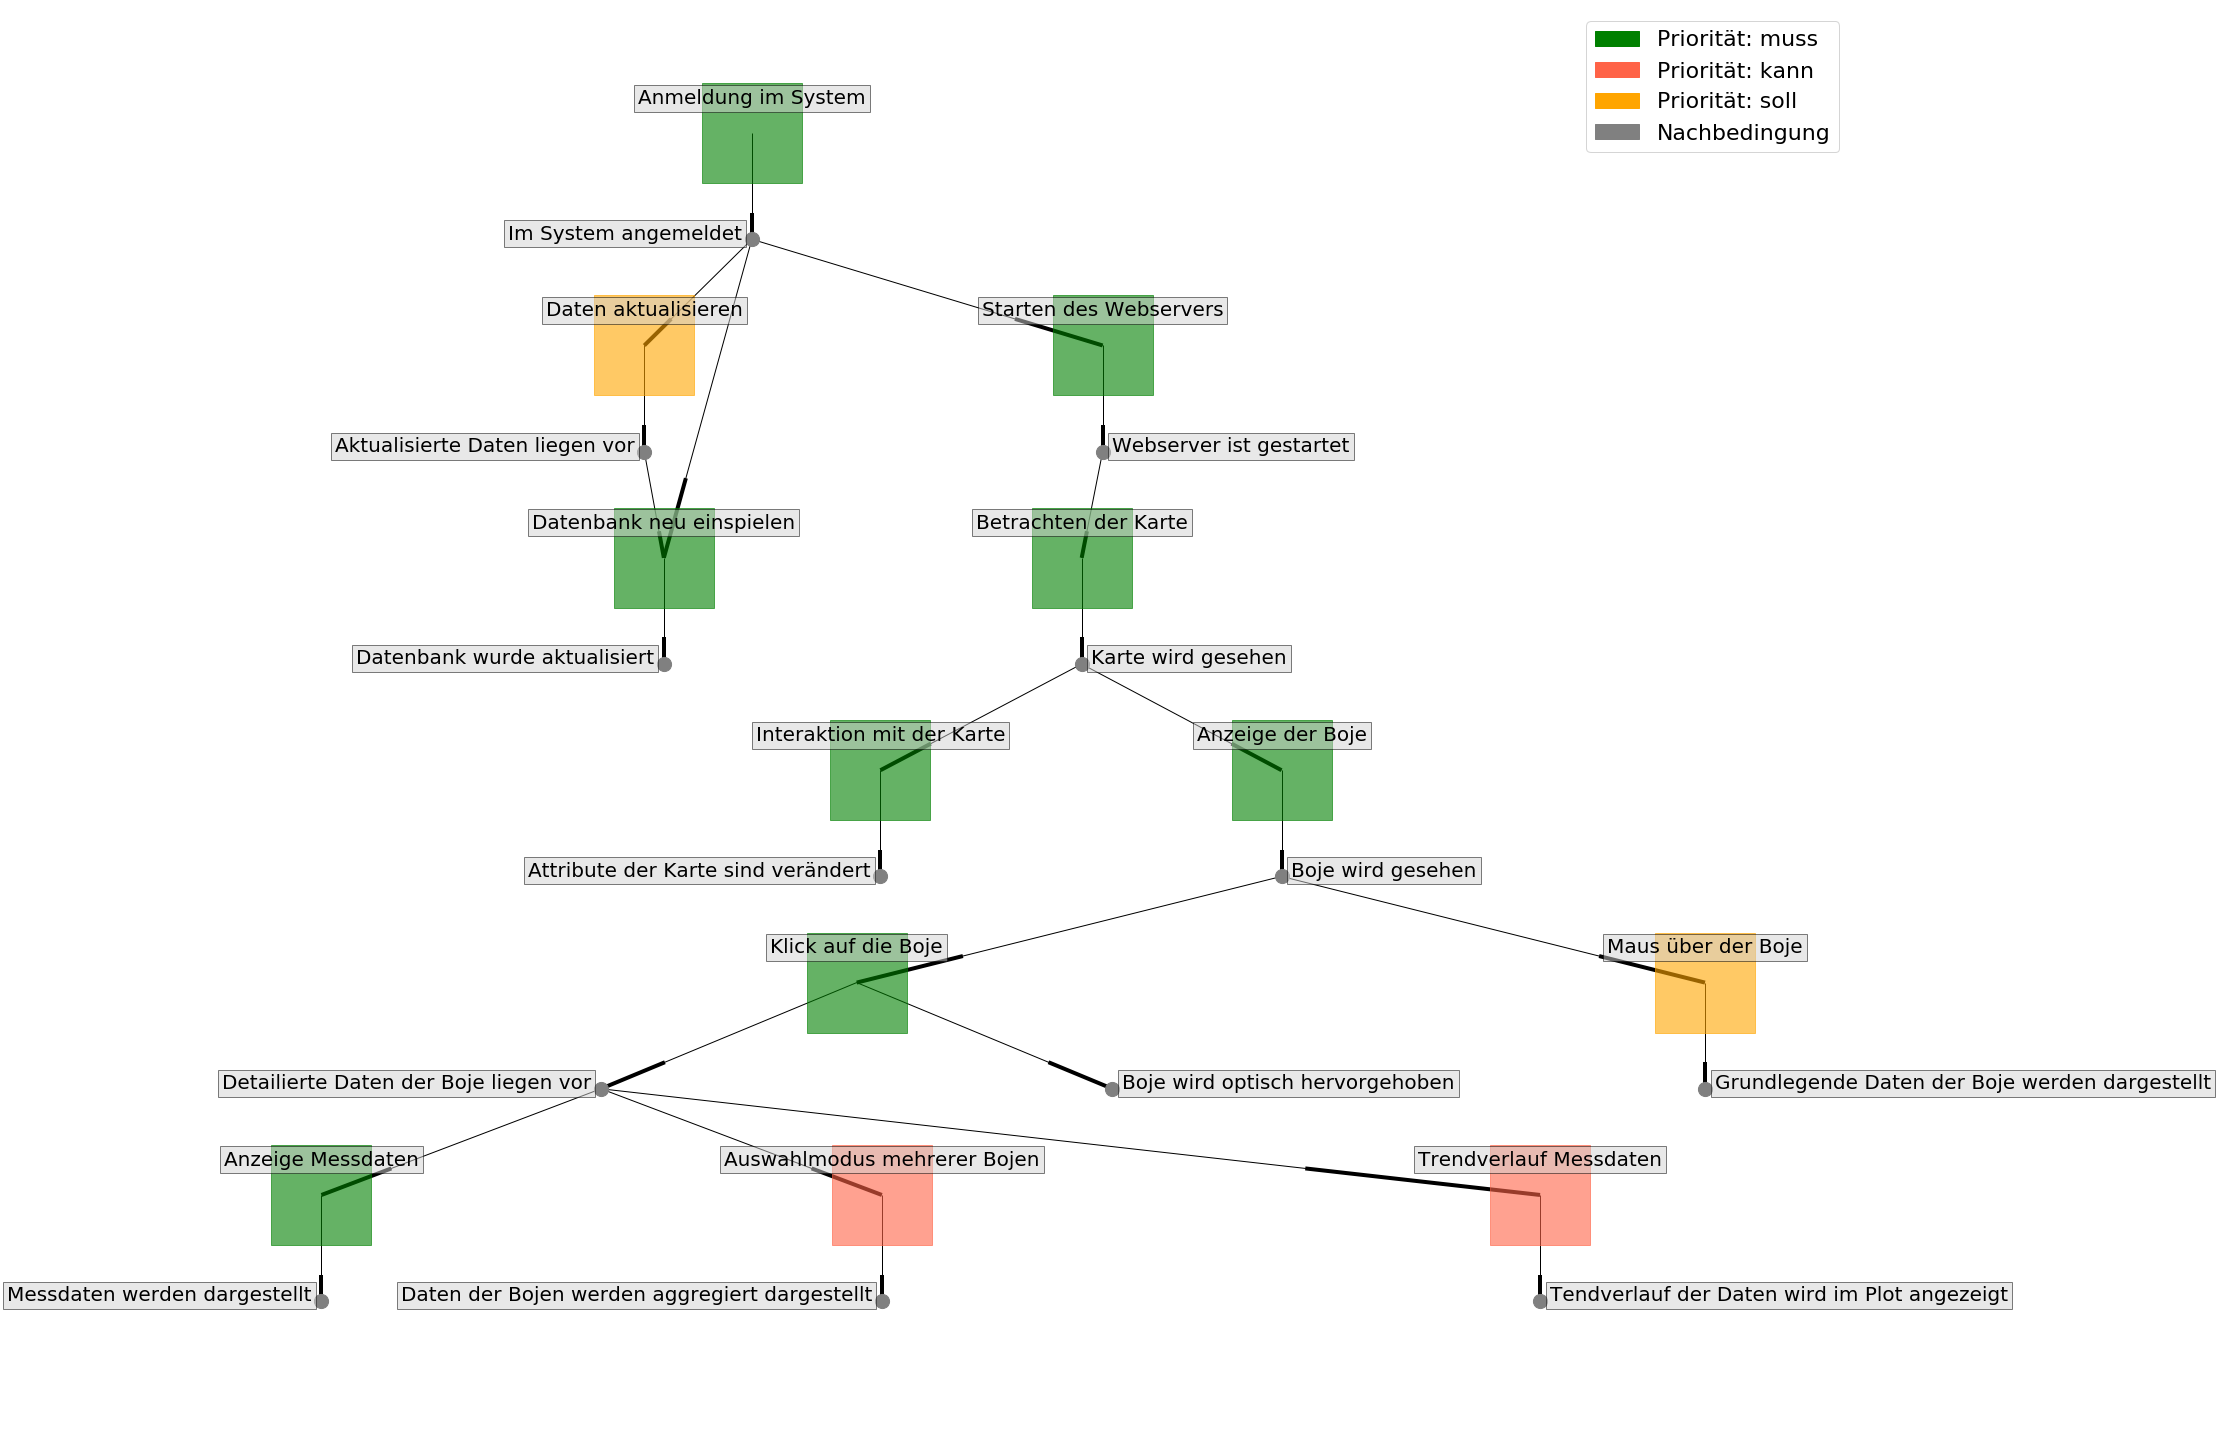 Priorität: muss
Priorität: kann
Priorität: soll
Nachbedingung
Anmeldung im System
Im System angemeldet
Daten aktualisieren
Starten des Webservers
Aktualisierte Daten liegen vor
Webserver ist gestartet
Datenbank neu einspielen
Betrachten der Karte
Datenbank wurde aktualisiert
Karte wird gesehen
Interaktion mit der Karte
Anzeige der Boje
Attribute der Karte sind verändert
Boje wird gesehen
Klick auf die Boje
Maus über der Boje
Detailierte Daten der Boje liegen vor
Boje wird optisch hervorgehoben
Grundlegende Daten der Boje werden dargestellt
Anzeige Messdaten
Auswahlmodus mehrerer Bojen
Trendverlauf Messdaten
Messdaten werden dargestellt
Daten der Bojen werden aggregiert dargestellt
Tendverlauf der Daten wird im Plot angezeigt